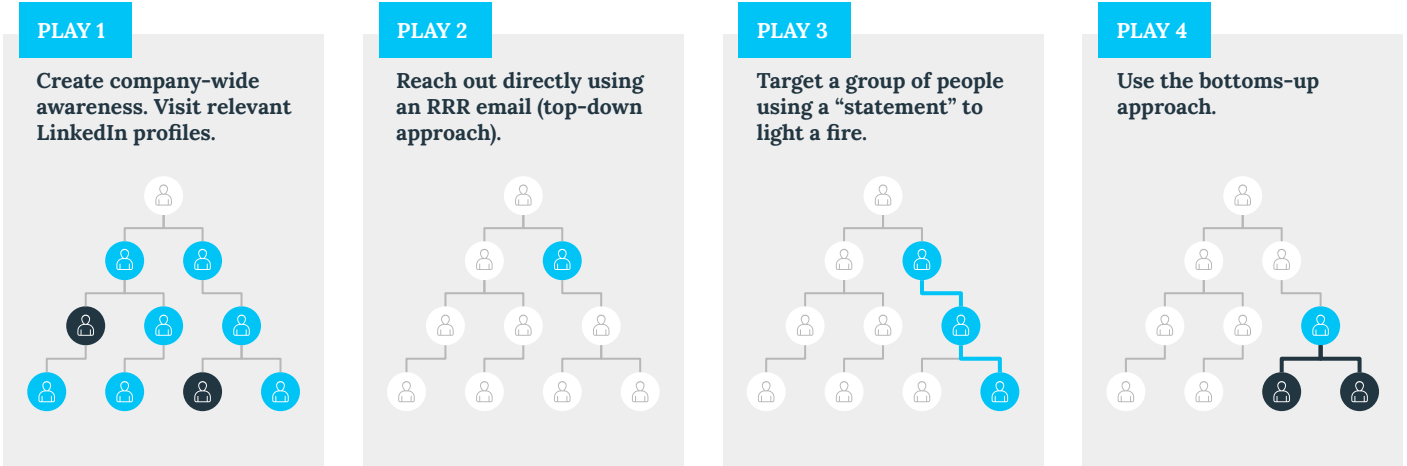 PLAY 1
Create company-wide
awareness. Visit relevant
LinkedIn profiles.
PLAY 2
Reach out directly using
an RRR email (top-down
approach).
PLAY 3
Target a group of people
using a “statement” to
light a fire.
PLAY 4
Use the bottoms-up
approach.